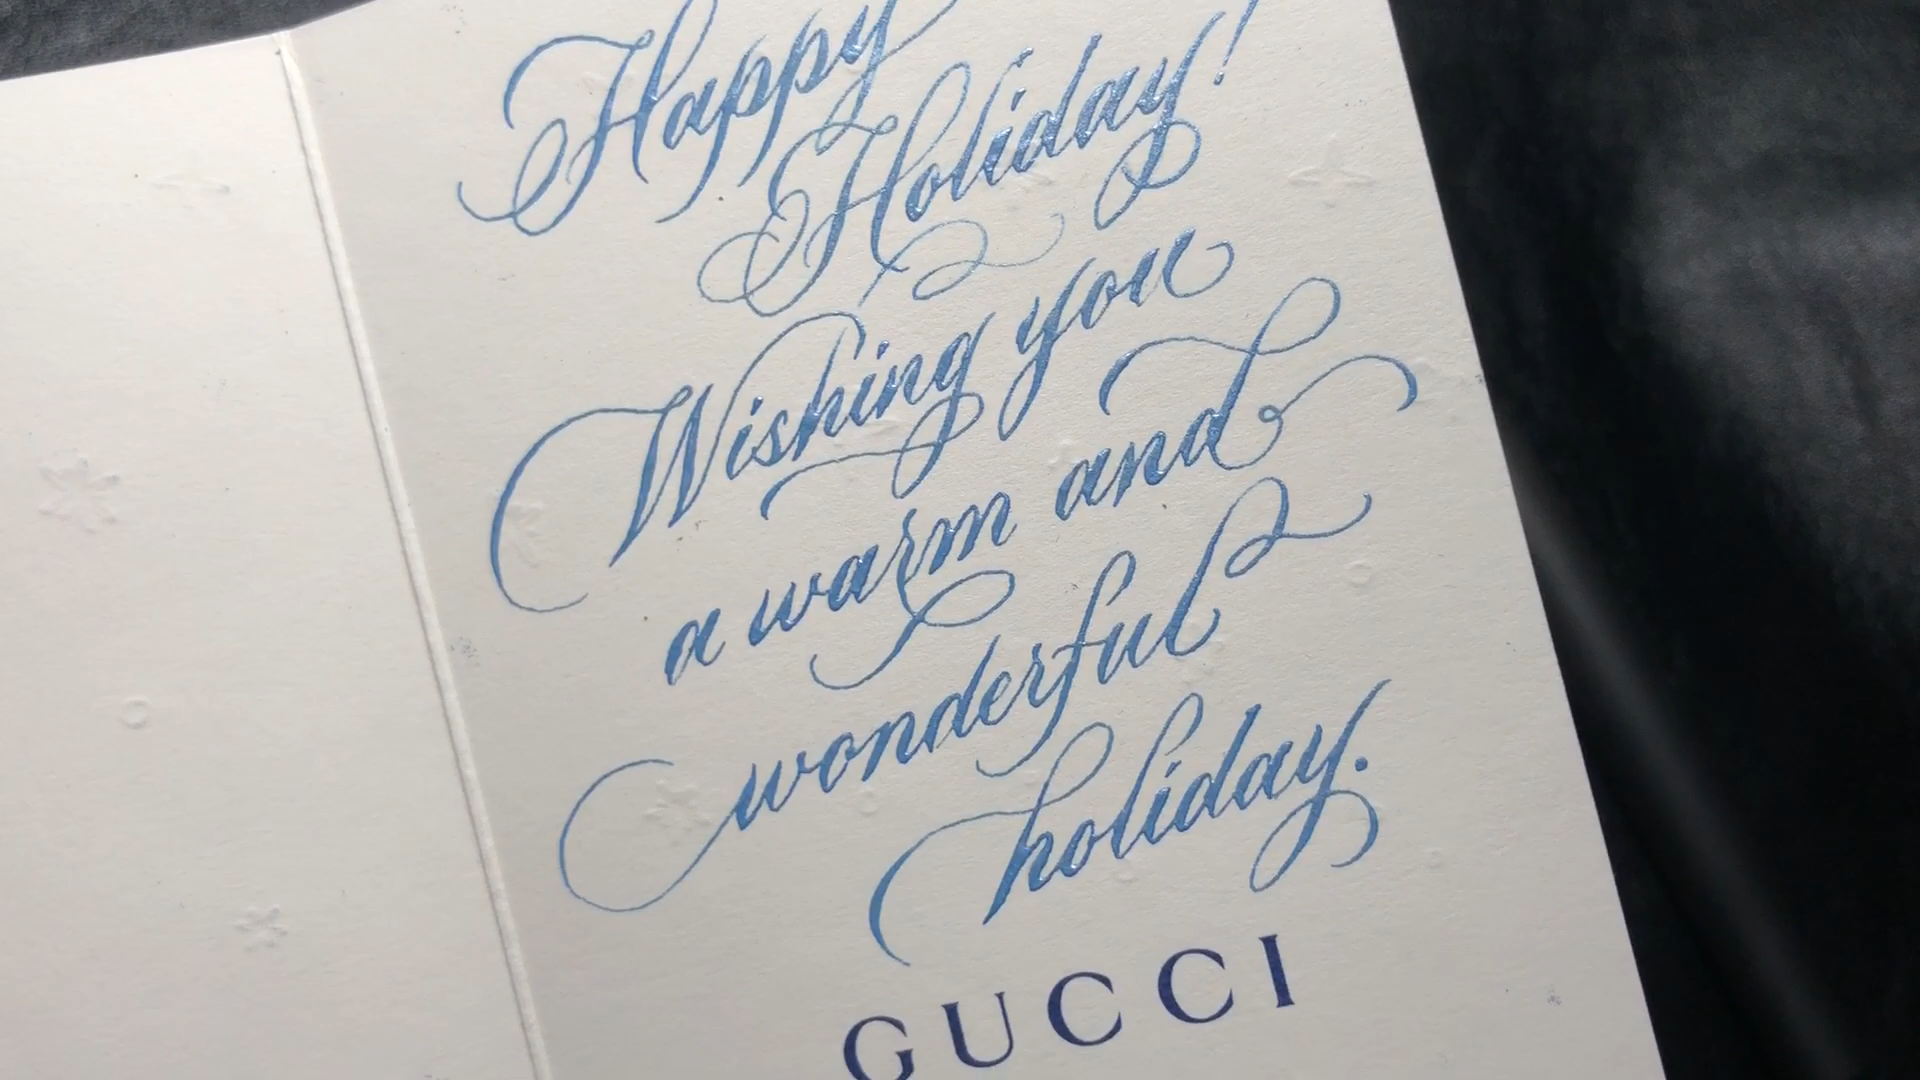 Happy
Holiday!
Wishing you
a warm and
wonderful
holiday.
GUCCI